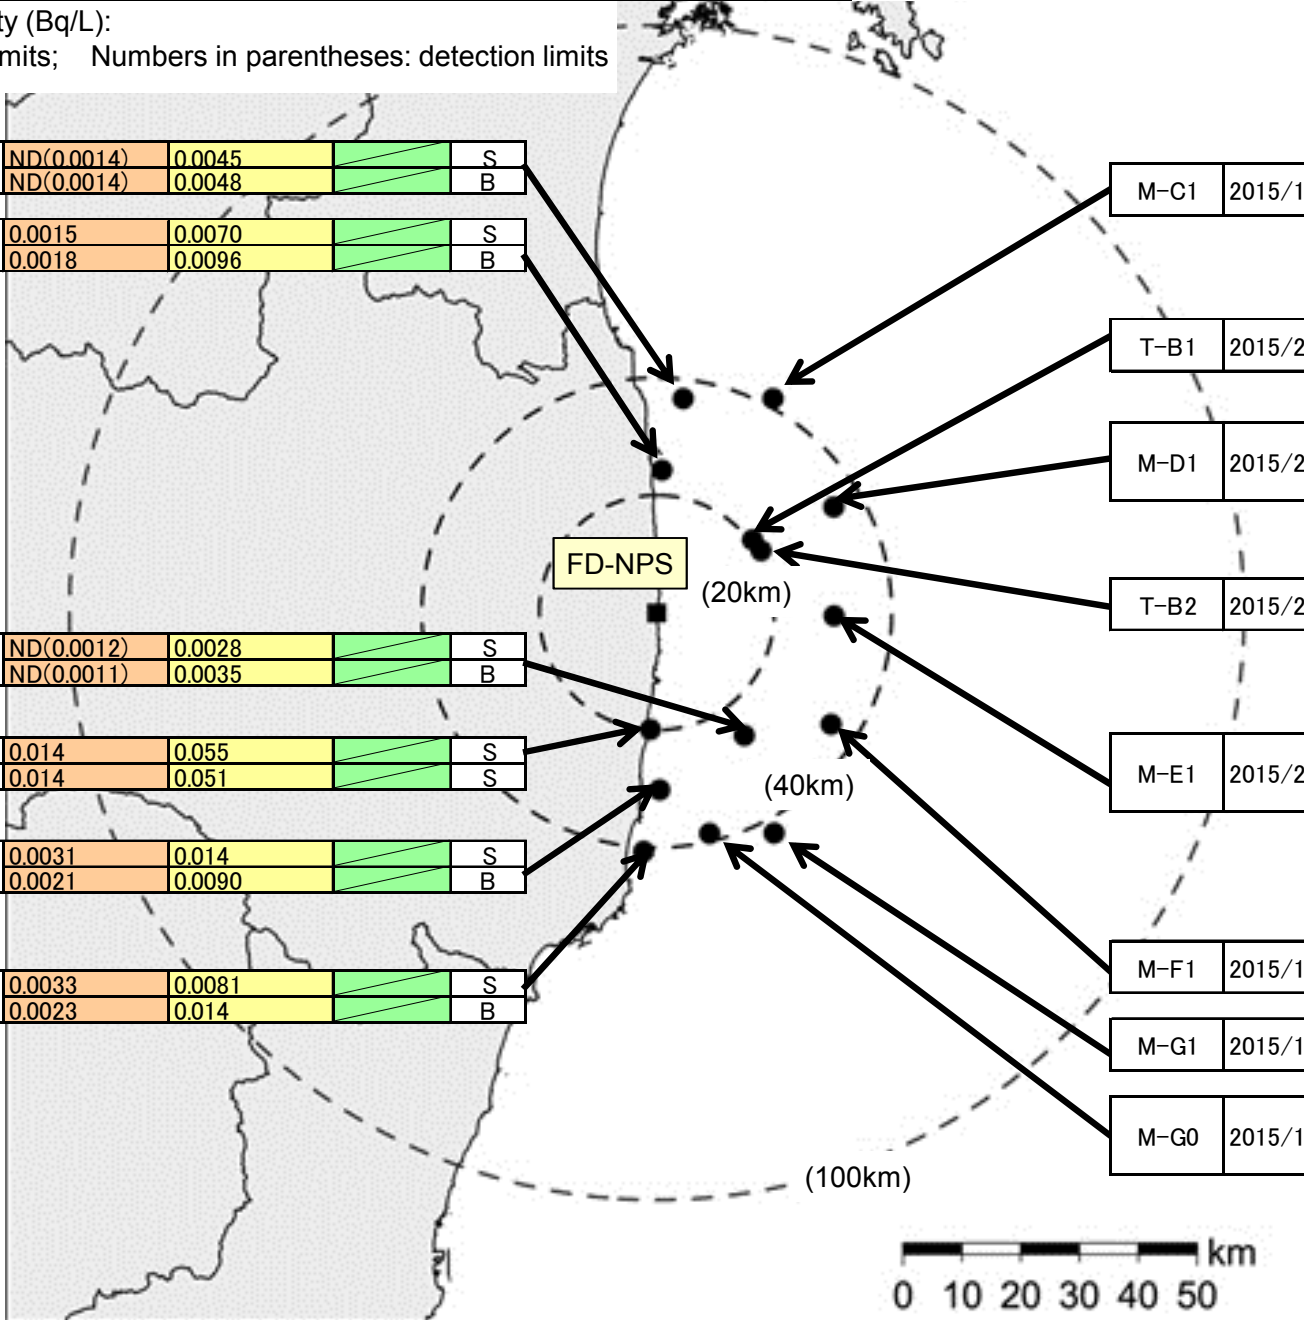 ty (Bq/L):
mits; Numbers in parentheses: detection limits
ND(0.0014) 0.0045 S
ND(0.0014) 0.0048 B
0.0015 0.0070 S
0.0018 0.0096 B
M-C1 2015/1
T-B1 2015/2
M-D1 2015/2
FD-NPS
(20km)
T-B2 2015/2
ND(0.0012) 0.0028 S
ND(0.0011) 0.0035 B
0.014 0.055 S
0.014 0.051 S
M-E1 2015/2
(40km)
0.0031 0.014 S
0.0021 0.0090 B
M-F1 2015/1
0.0033 0.0081 S
0.0023 0.014 B
M-G1 2015/1
M-G0 2015/1
(100km)
km
0 10 20 30 40 50